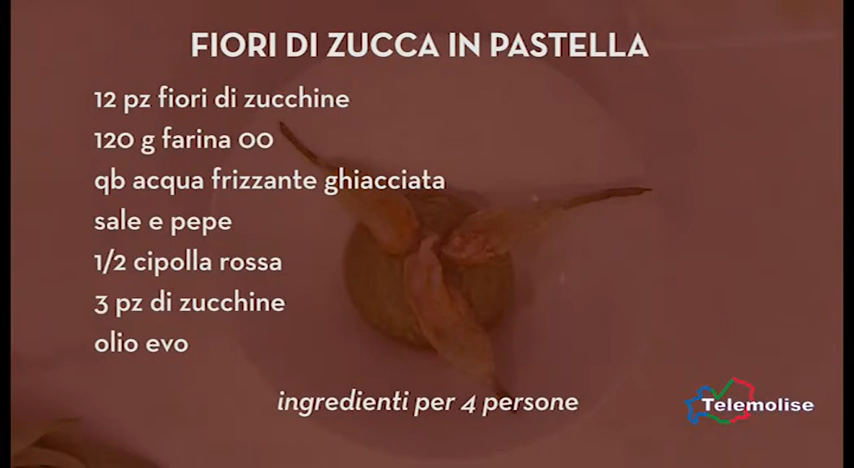 FIORI DI ZUCCA IN PASTELLA
12 pz fiori di zucchine
120 g farina 00
qb acqua frizzante ghiacciata
sale e pepe
1/2 cipolla rossa
3 pz di zucchine
olio evo
ingredienti per 4 persone
Telemolise